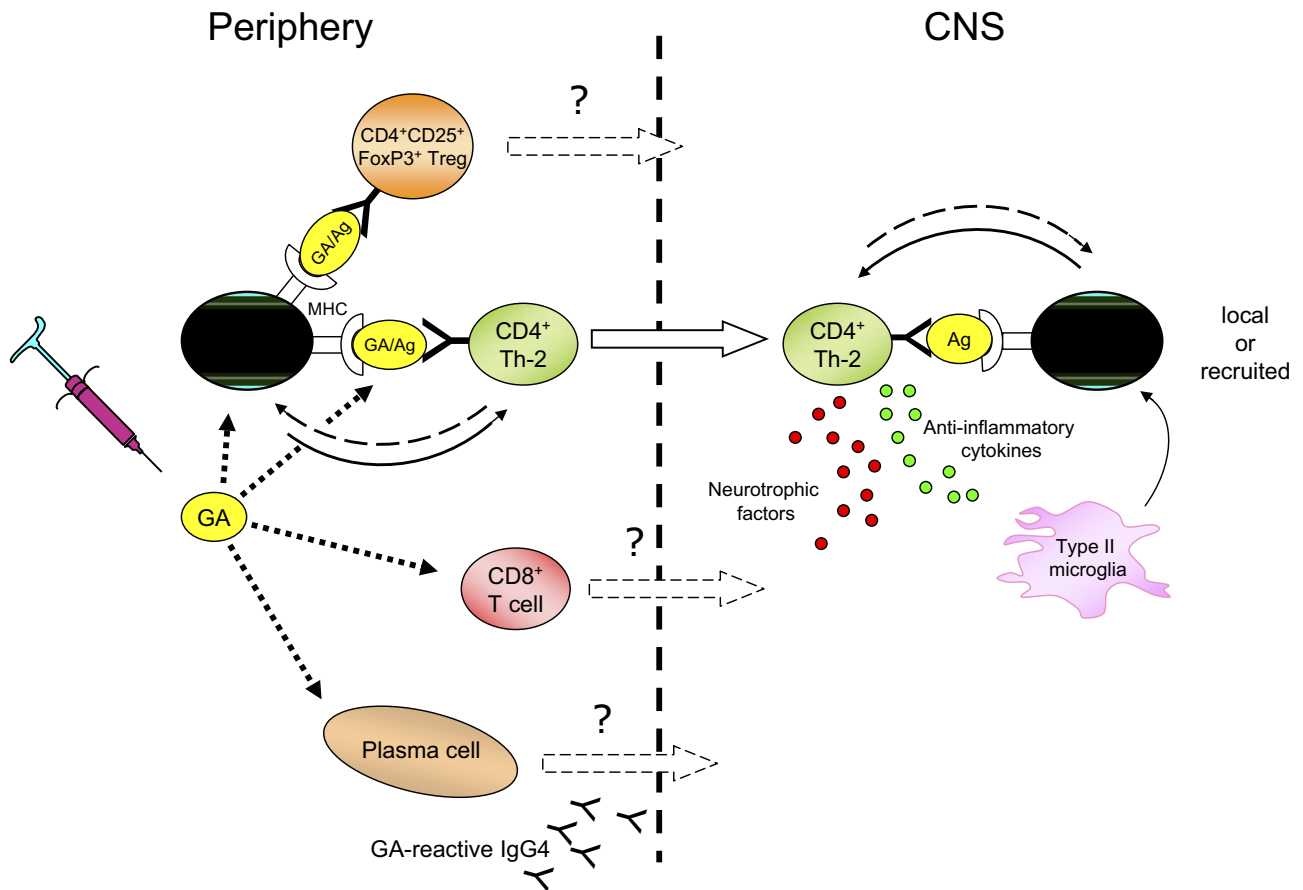 Periphery
CNS
?
CD4⁺CD25⁺
FoxP3⁺ Treg
GA/Ag
MHC
GA/Ag
CD4⁺
Th-2
CD4⁺
Th-2
Ag
local
or
recruited
Anti-inflammatory
cytokines
Neurotrophic
factors
GA
?
CD8⁺
T cell
Type II
microglia
?
Plasma cell
GA-reactive IgG4